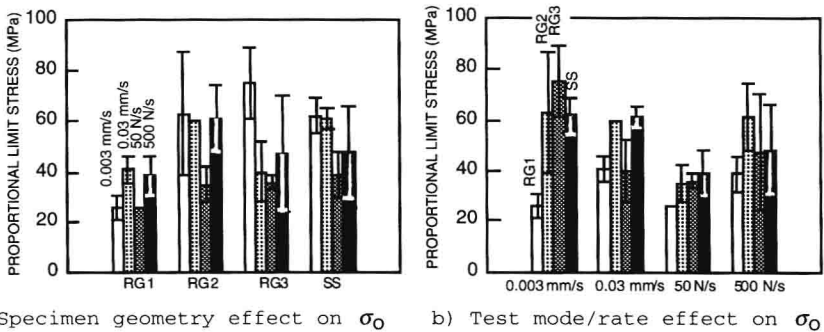 PROPORTIONAL LIMIT STRESS (MPa)
100
80
60
40
20
0
0.003 mm/s
0.03 mm/s
50 N/s
500 N/s
RG1
RG2
RG3
SS
Specimen geometry effect on σo
PROPORTIONAL LIMIT STRESS (MPa)
100
80
60
40
20
0
RG1
RG2
RG3
SS
0.003 mm/s
0.03 mm/s
50 N/s
500 N/s
b) Test mode/rate effect on σo